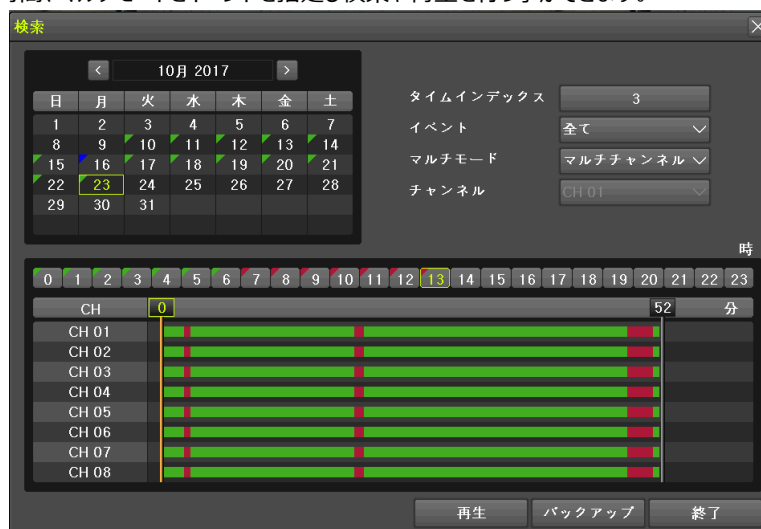 検索
10月 2017
日 月 火 水 木 金 土
1 2 3 4 5 6 7
8 9 10 11 12 13 14
15 16 17 18 19 20 21
22 23 24 25 26 27 28
29 30 31
タイムインデックス 3
イベント 全て
マルチモード マルチチャンネル
チャンネル CH 01
時
0 1 2 3 4 5 6 7 8 9 10 11 12 13 14 15 16 17 18 19 20 21 22 23
CH 0 52 分
CH 01
CH 02
CH 03
CH 04
CH 05
CH 06
CH 07
CH 08
再生 バックアップ 終了